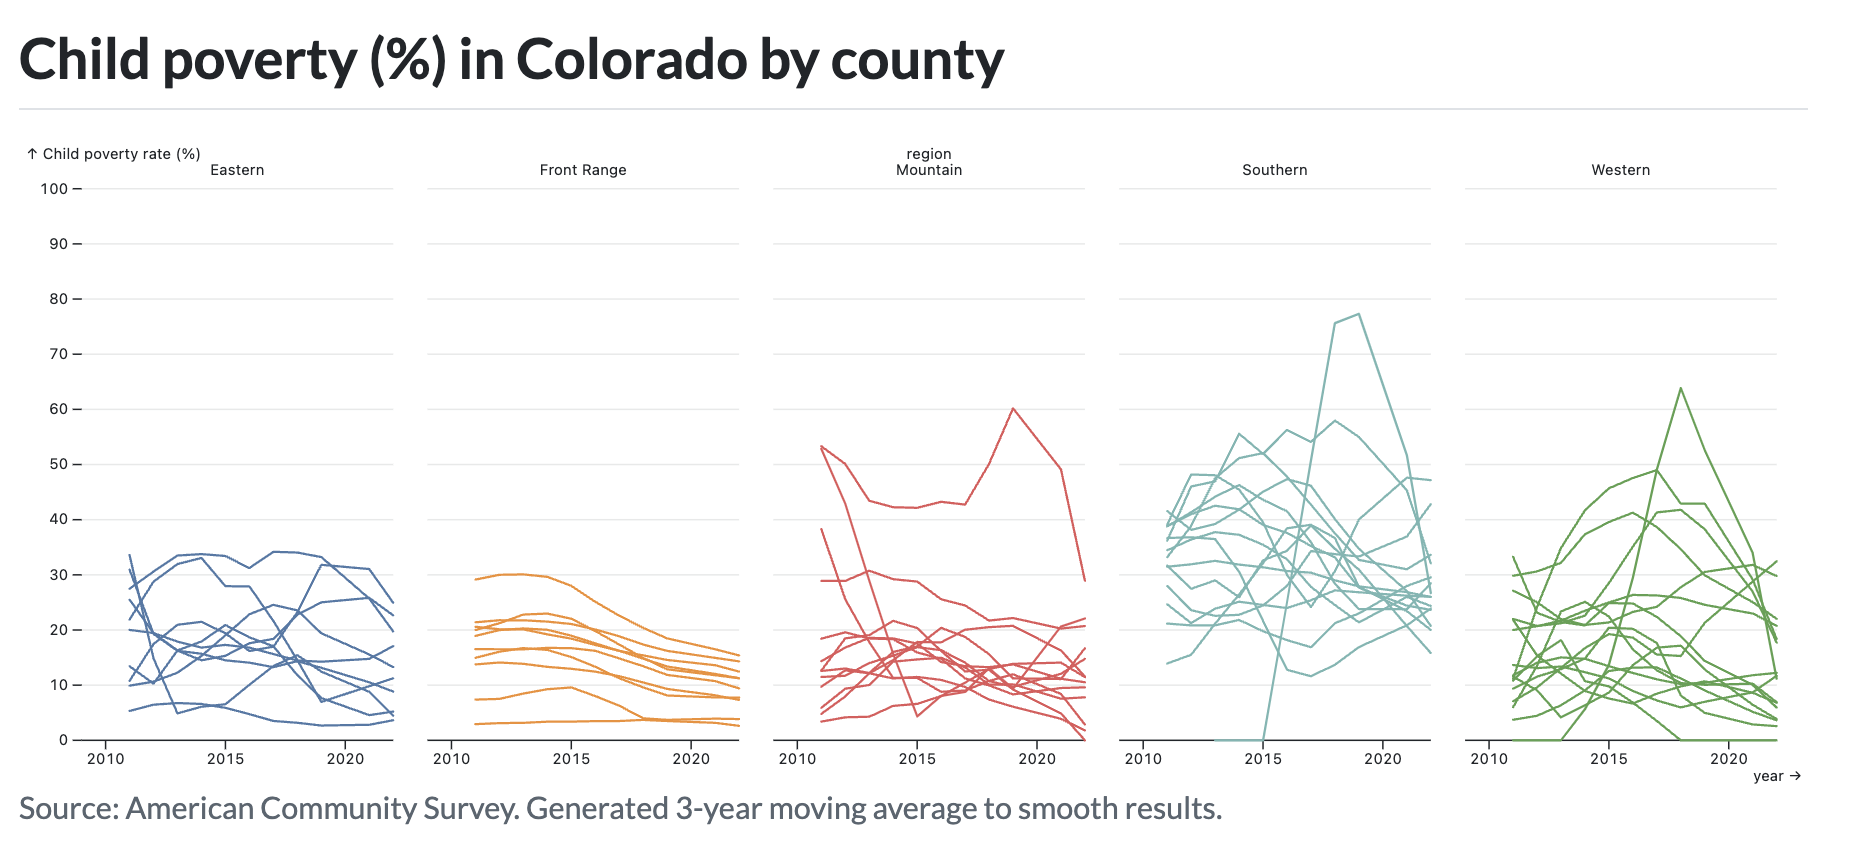 Child poverty (%) in Colorado by county
↑ Child poverty rate (%)
region
Eastern Front Range Mountain Southern Western
100
90
80
70
60
50
40
30
20
10
0
2010 2015 2020 2010 2015 2020 2010 2015 2020 2010 2015 2020 2010 2015 2020
year →
Source: American Community Survey. Generated 3-year moving average to smooth results.